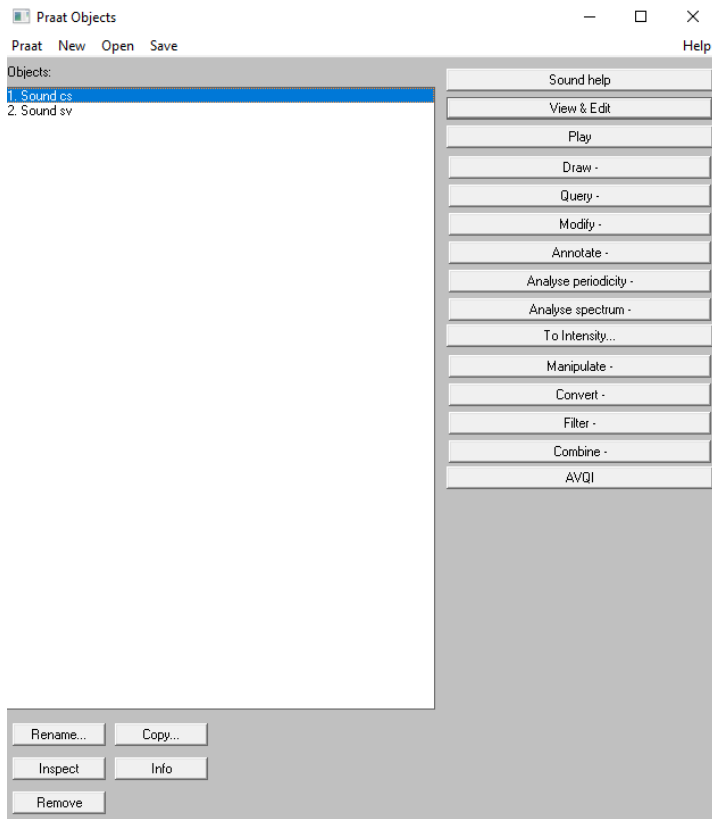 Praat Objects
Praat New Open Save Help
Objects:
1. Sound cs
2. Sound sv
Sound help
View & Edit
Play
Draw -
Query -
Modify -
Annotate -
Analyse periodicity -
Analyse spectrum -
To Intensity...
Manipulate -
Convert -
Filter -
Combine -
AVQI
Rename... Copy...
Inspect Info
Remove